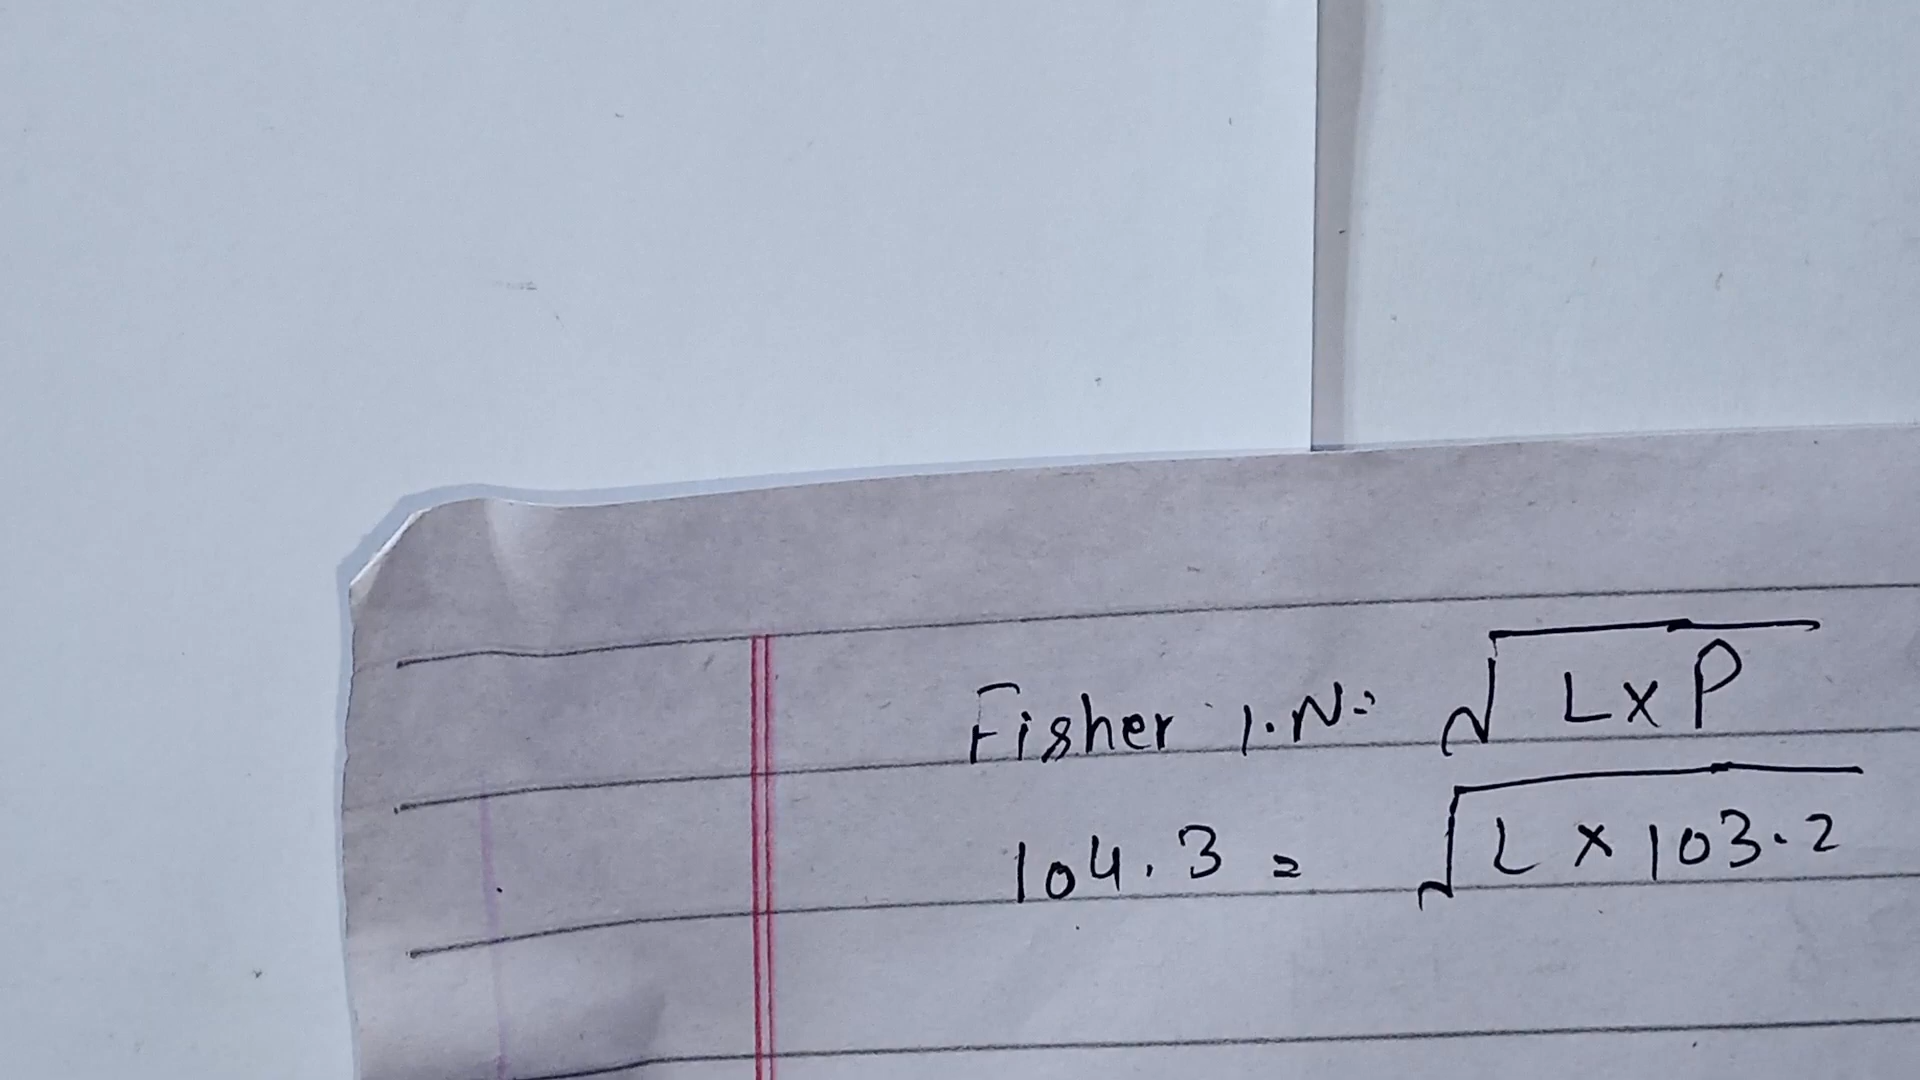 Fisher I.N= √L×P
104.3 = √L × 103.2